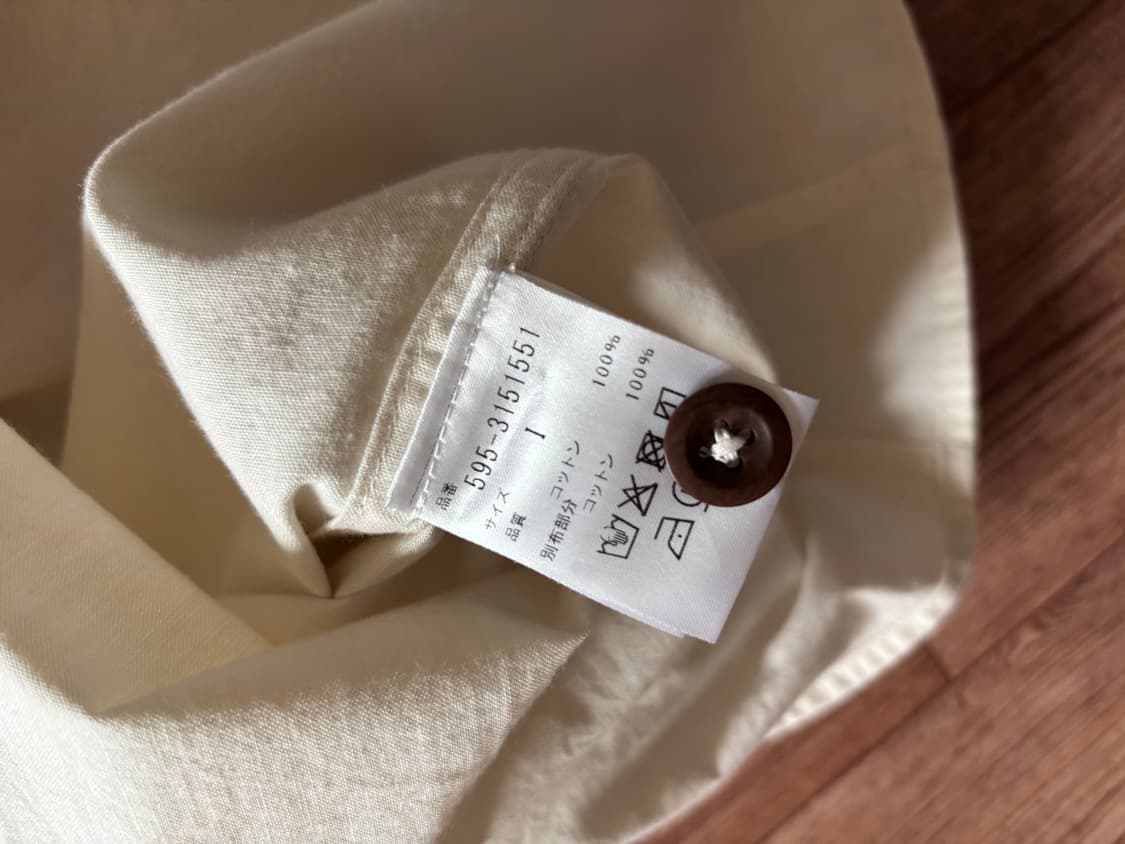 品番
595-3151551
サイズ I
品質 コットン 100%
別布部分 コットン 100%